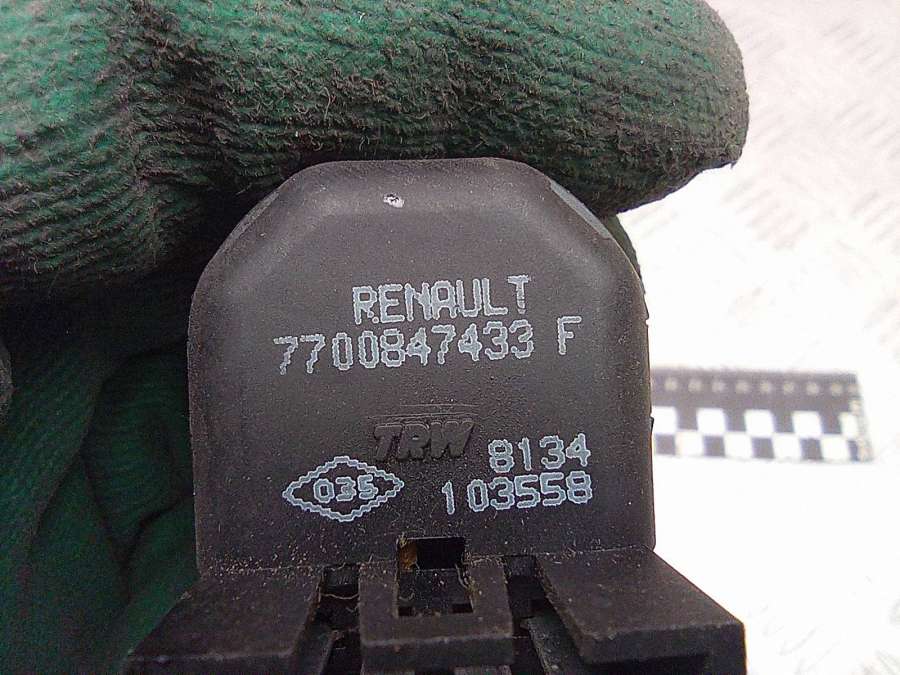 RENAULT
7700847433 F
TRW
8134
035
103558